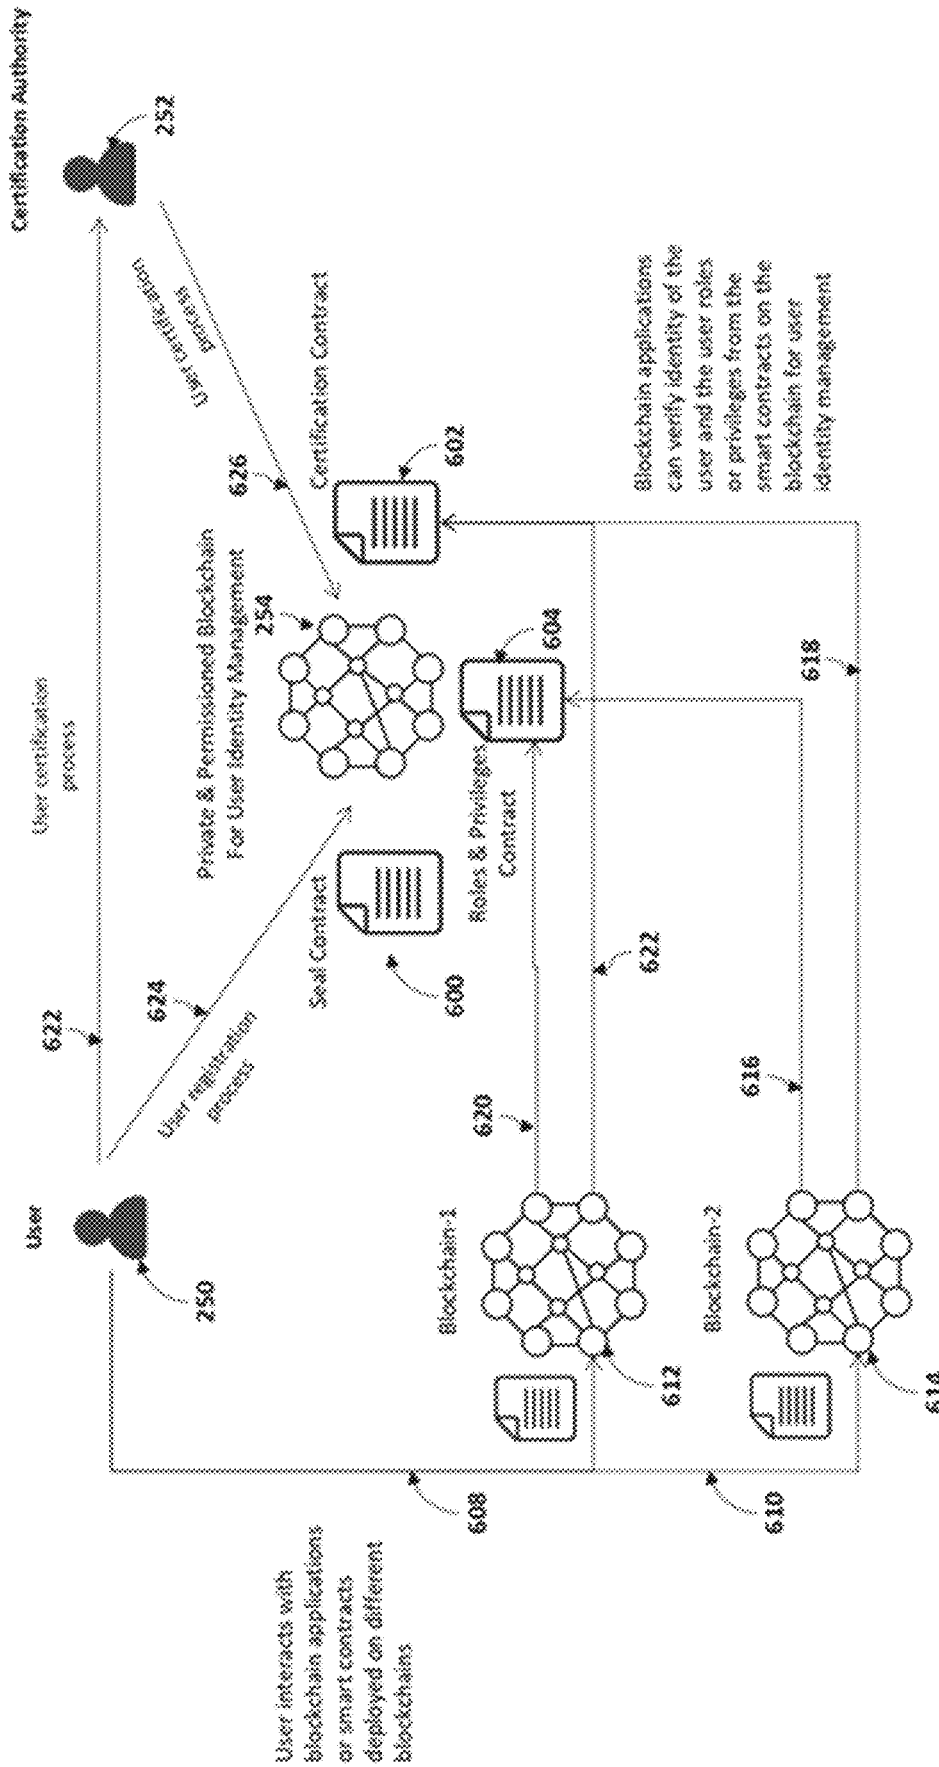 Certification Authority
252
User certification
process
622
User
250
User certification
process
626
624
User registration
process
Private & Permissioned Blockchain
For User Identity Management
254
Certification Contract
602
Seal Contract
600
Roles & Privileges
Contract
604
User interacts with
blockchain applications
or smart contracts
deployed on different
blockchains
608
610
Blockchain-1
612
620
622
Blockchain-2
614
616
618
Blockchain applications
can verify identity of the
user and the user roles
or privileges from the
smart contracts on the
blockchain for user
identity management